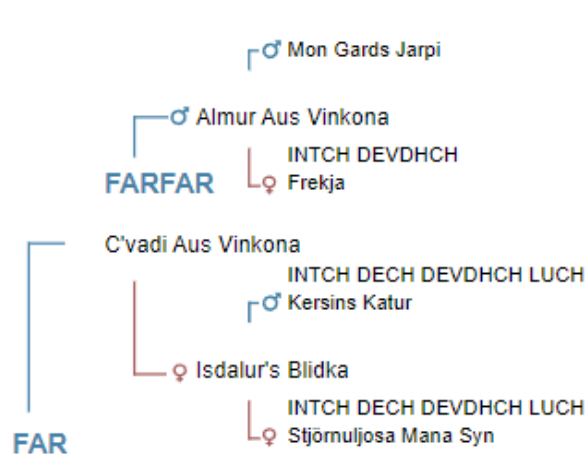 Mon Gards Jarpi
Almur Aus Vinkona
INTCH DEVDHCH
FARFAR
Frekja
C'vadi Aus Vinkona
INTCH DECH DEVDHCH LUCH
Kersins Katur
Isdalur's Blidka
INTCH DECH DEVDHCH LUCH
FAR
Stjörnuljosa Mana Syn